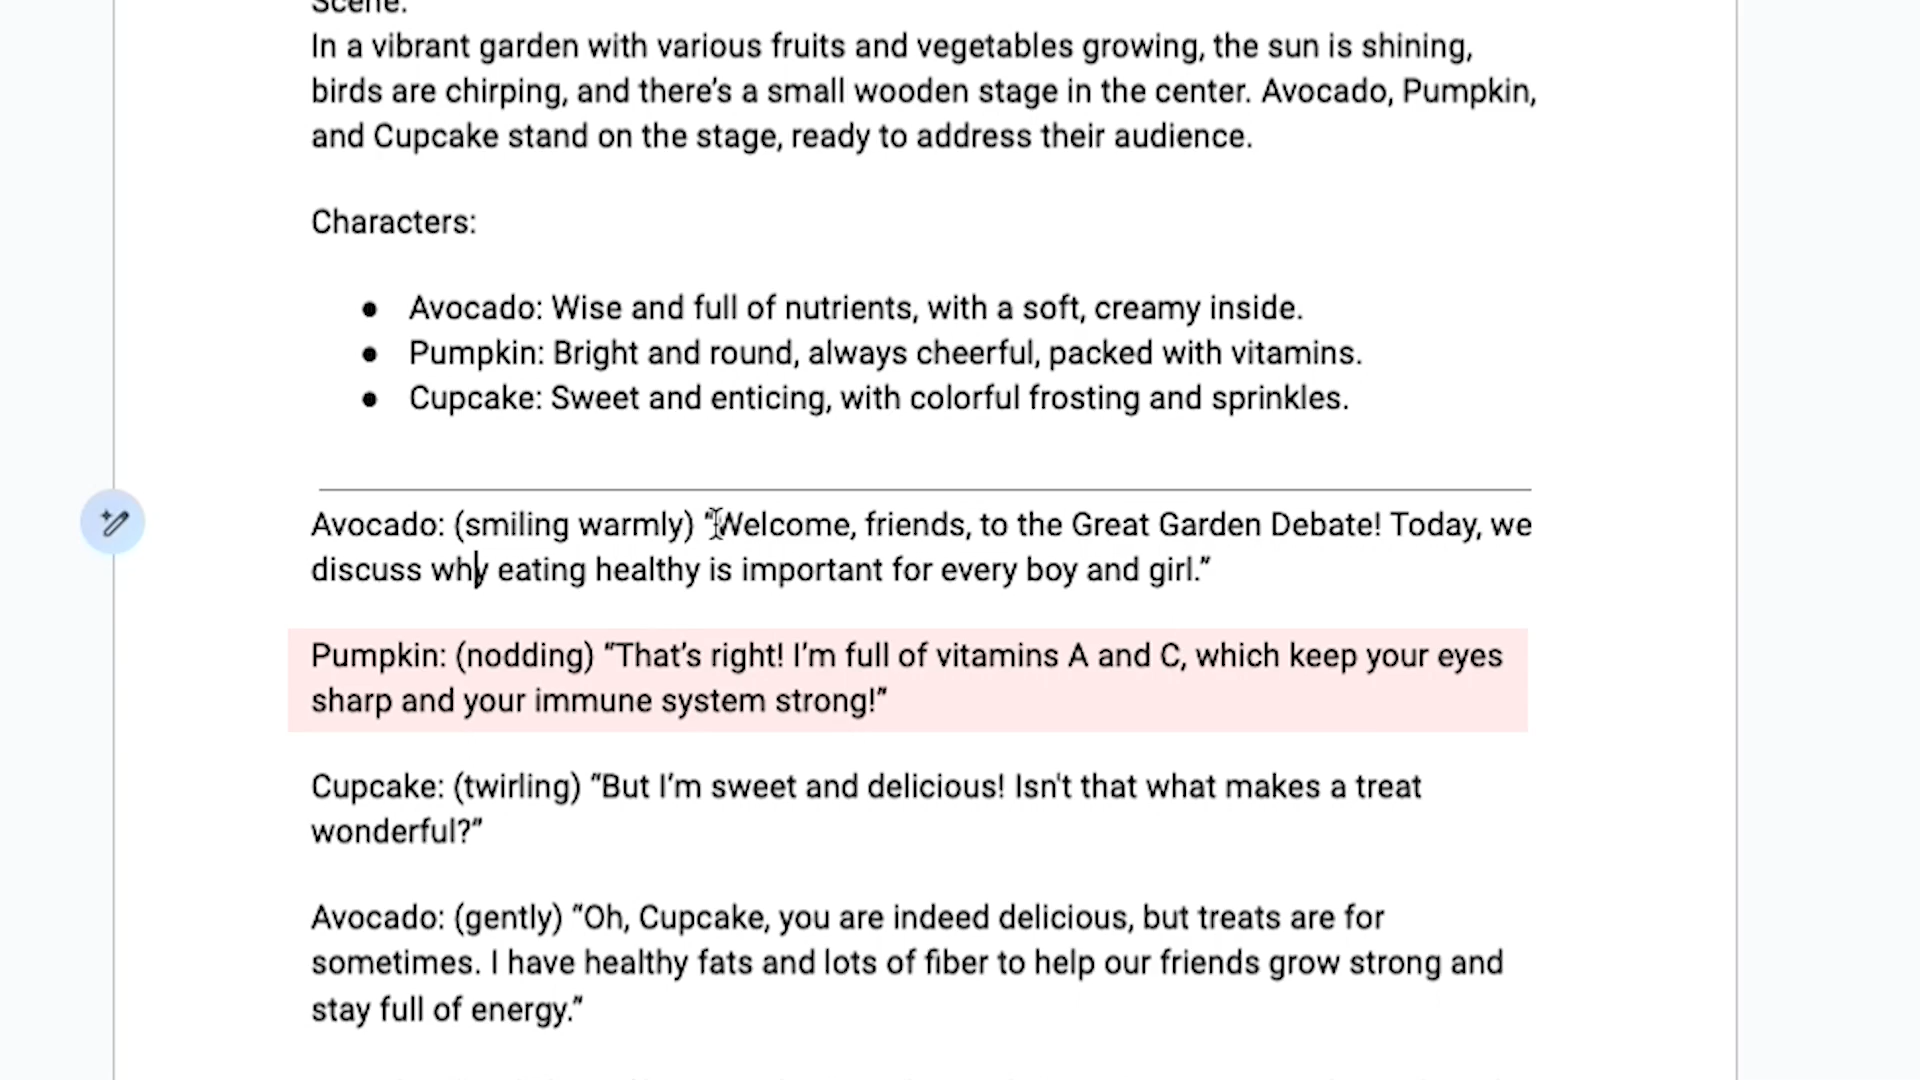 Scene:
In a vibrant garden with various fruits and vegetables growing, the sun is shining,
birds are chirping, and there’s a small wooden stage in the center. Avocado, Pumpkin,
and Cupcake stand on the stage, ready to address their audience.
Characters:
● Avocado: Wise and full of nutrients, with a soft, creamy inside.
● Pumpkin: Bright and round, always cheerful, packed with vitamins.
● Cupcake: Sweet and enticing, with colorful frosting and sprinkles.
Avocado: (smiling warmly) “Welcome, friends, to the Great Garden Debate! Today, we
discuss why eating healthy is important for every boy and girl.”
Pumpkin: (nodding) “That’s right! I’m full of vitamins A and C, which keep your eyes
sharp and your immune system strong!”
Cupcake: (twirling) “But I’m sweet and delicious! Isn't that what makes a treat
wonderful?”
Avocado: (gently) “Oh, Cupcake, you are indeed delicious, but treats are for
sometimes. I have healthy fats and lots of fiber to help our friends grow strong and
stay full of energy.”